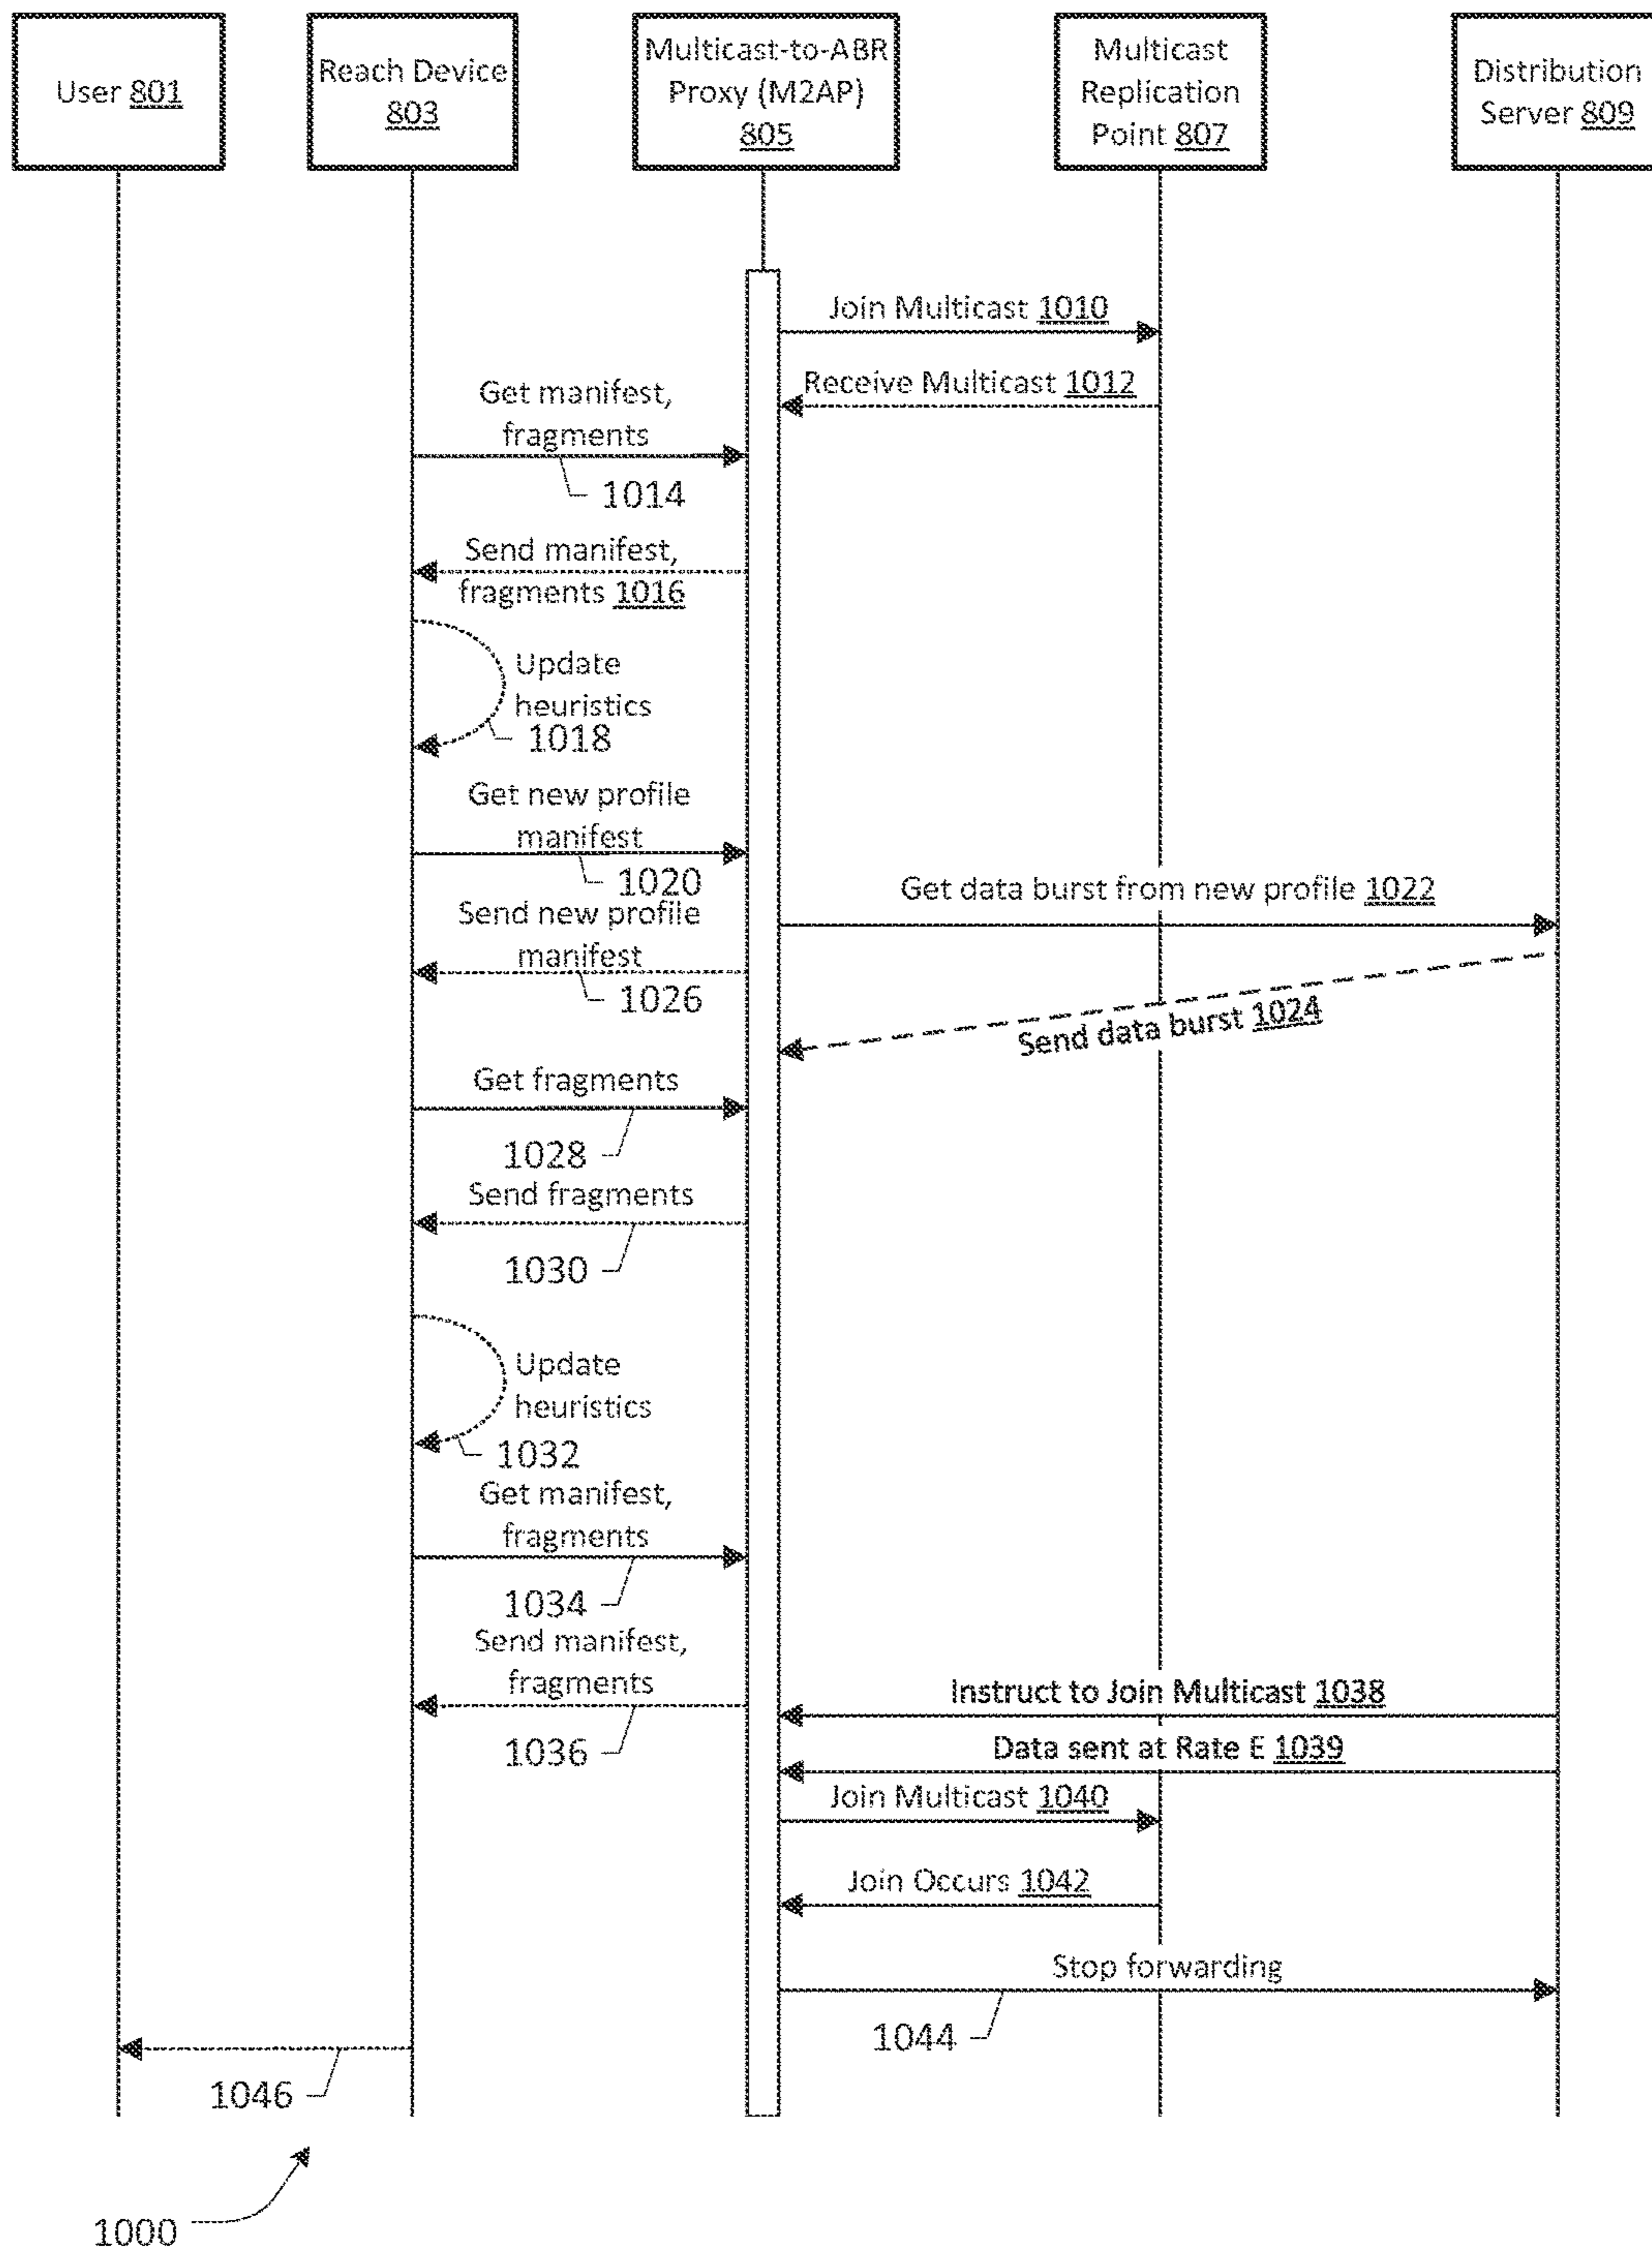 User 801
Reach Device
803
Multicast-to-ABR
Proxy (M2AP)
805
Multicast
Replication
Point 807
Distribution
Server 809
Join Multicast 1010
Receive Multicast 1012
Get manifest,
fragments
1014
Send manifest,
fragments 1016
Update
heuristics
1018
Get new profile
manifest
1020
Get data burst from new profile 1022
Send new profile
manifest
1026
Send data burst 1024
Get fragments
1028
Send fragments
1030
Update
heuristics
1032
Get manifest,
fragments
1034
Send manifest,
fragments
1036
Instruct to Join Multicast 1038
Data sent at Rate E 1039
Join Multicast 1040
Join Occurs 1042
Stop forwarding
1044
1046
1000